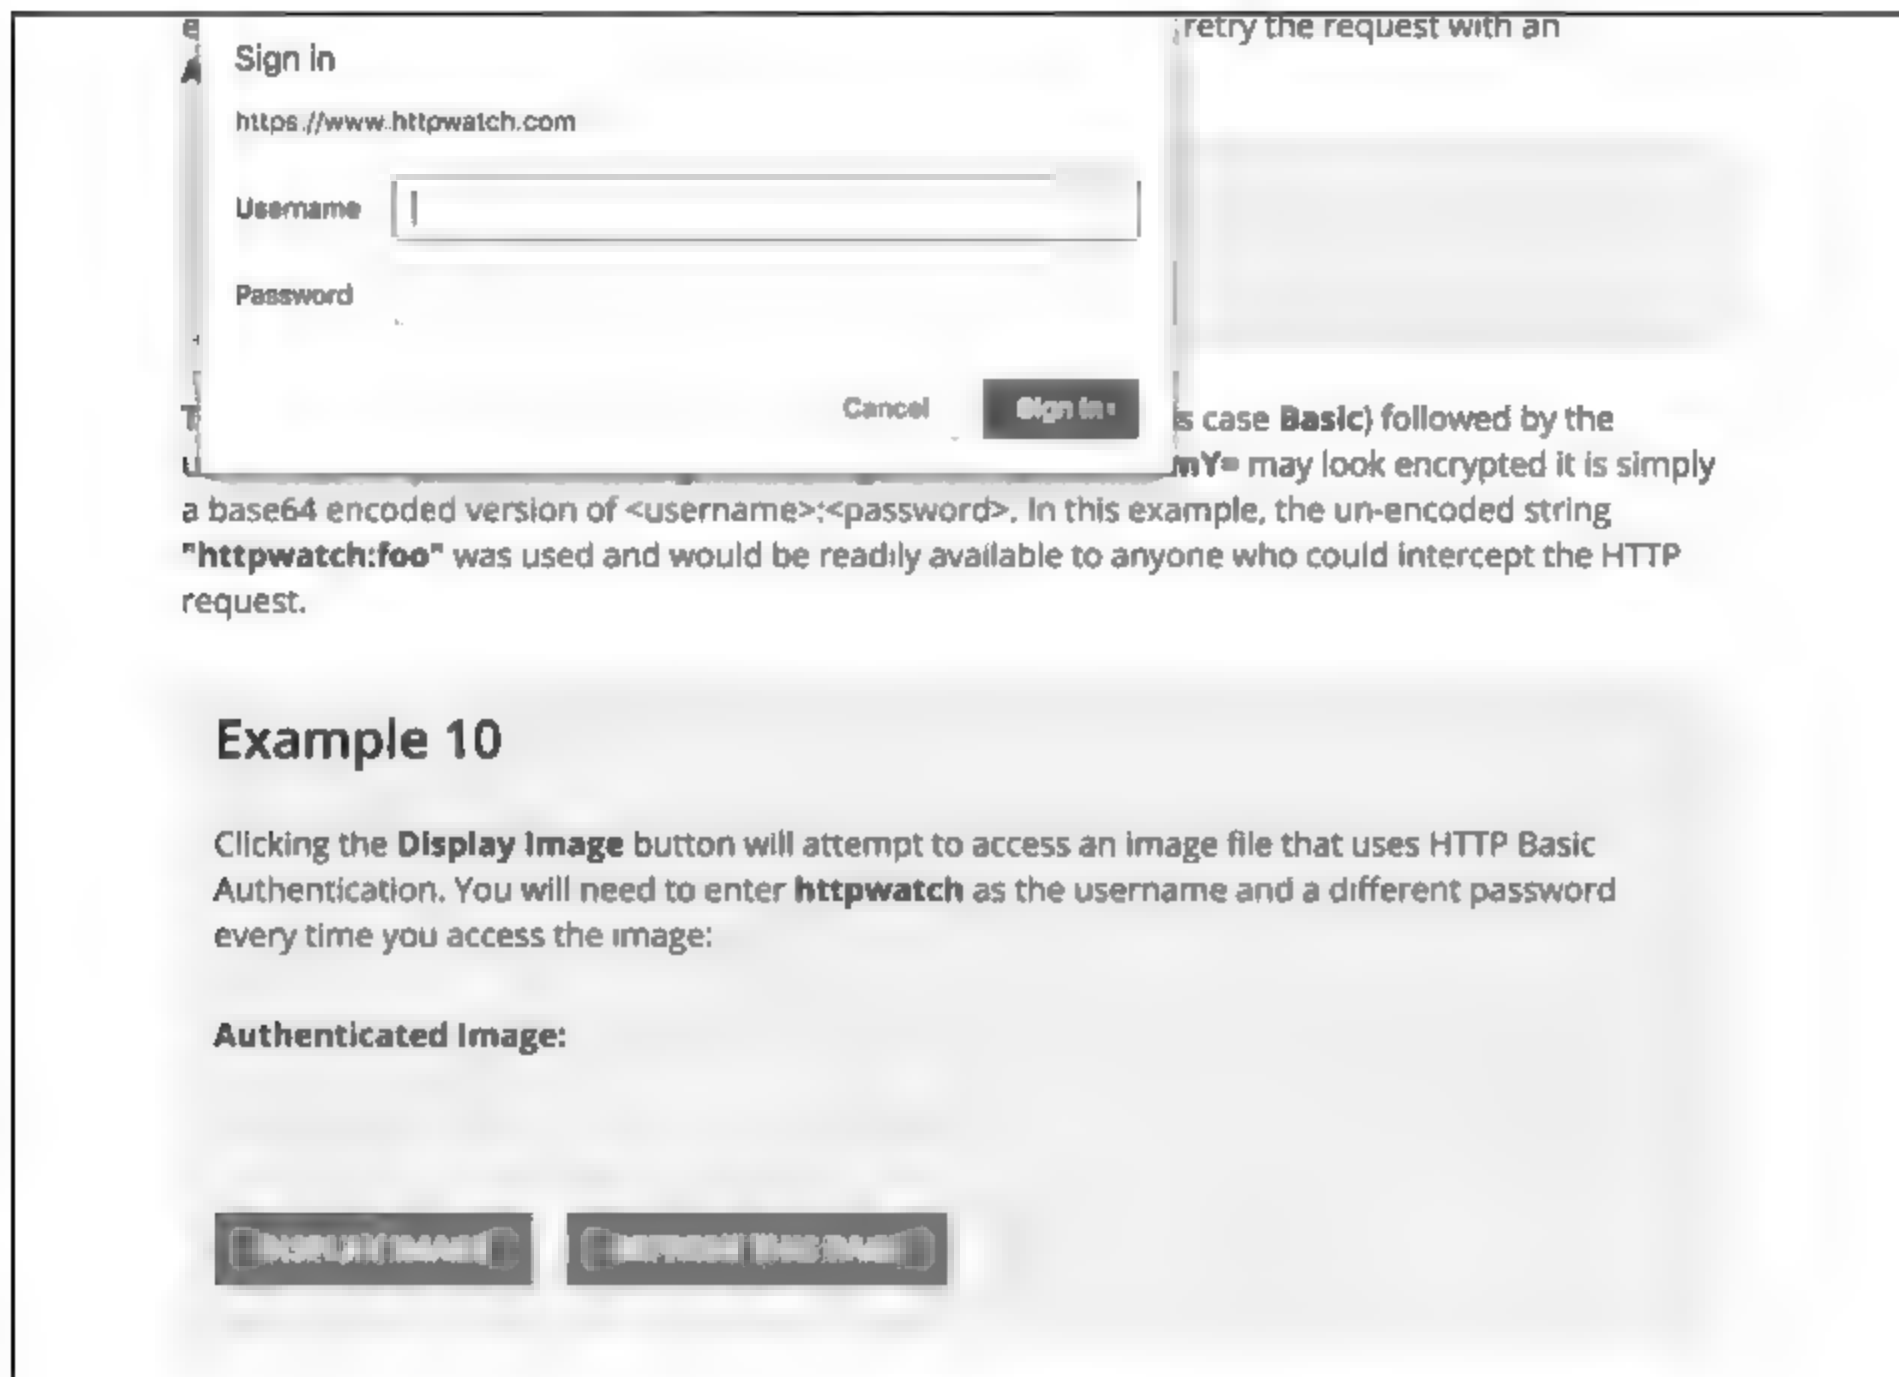 retry the request with an
Sign in
https://www.httpwatch.com
Username
Password
Cancel
Sign in
s case Basic) followed by the
mY= may look encrypted it is simply
a base64 encoded version of <username>:<password>. In this example, the un-encoded string
"httpwatch:foo" was used and would be readily available to anyone who could intercept the HTTP
request.
Example 10
Clicking the Display Image button will attempt to access an image file that uses HTTP Basic
Authentication. You will need to enter httpwatch as the username and a different password
every time you access the image:
Authenticated Image:
DISPLAY IMAGE